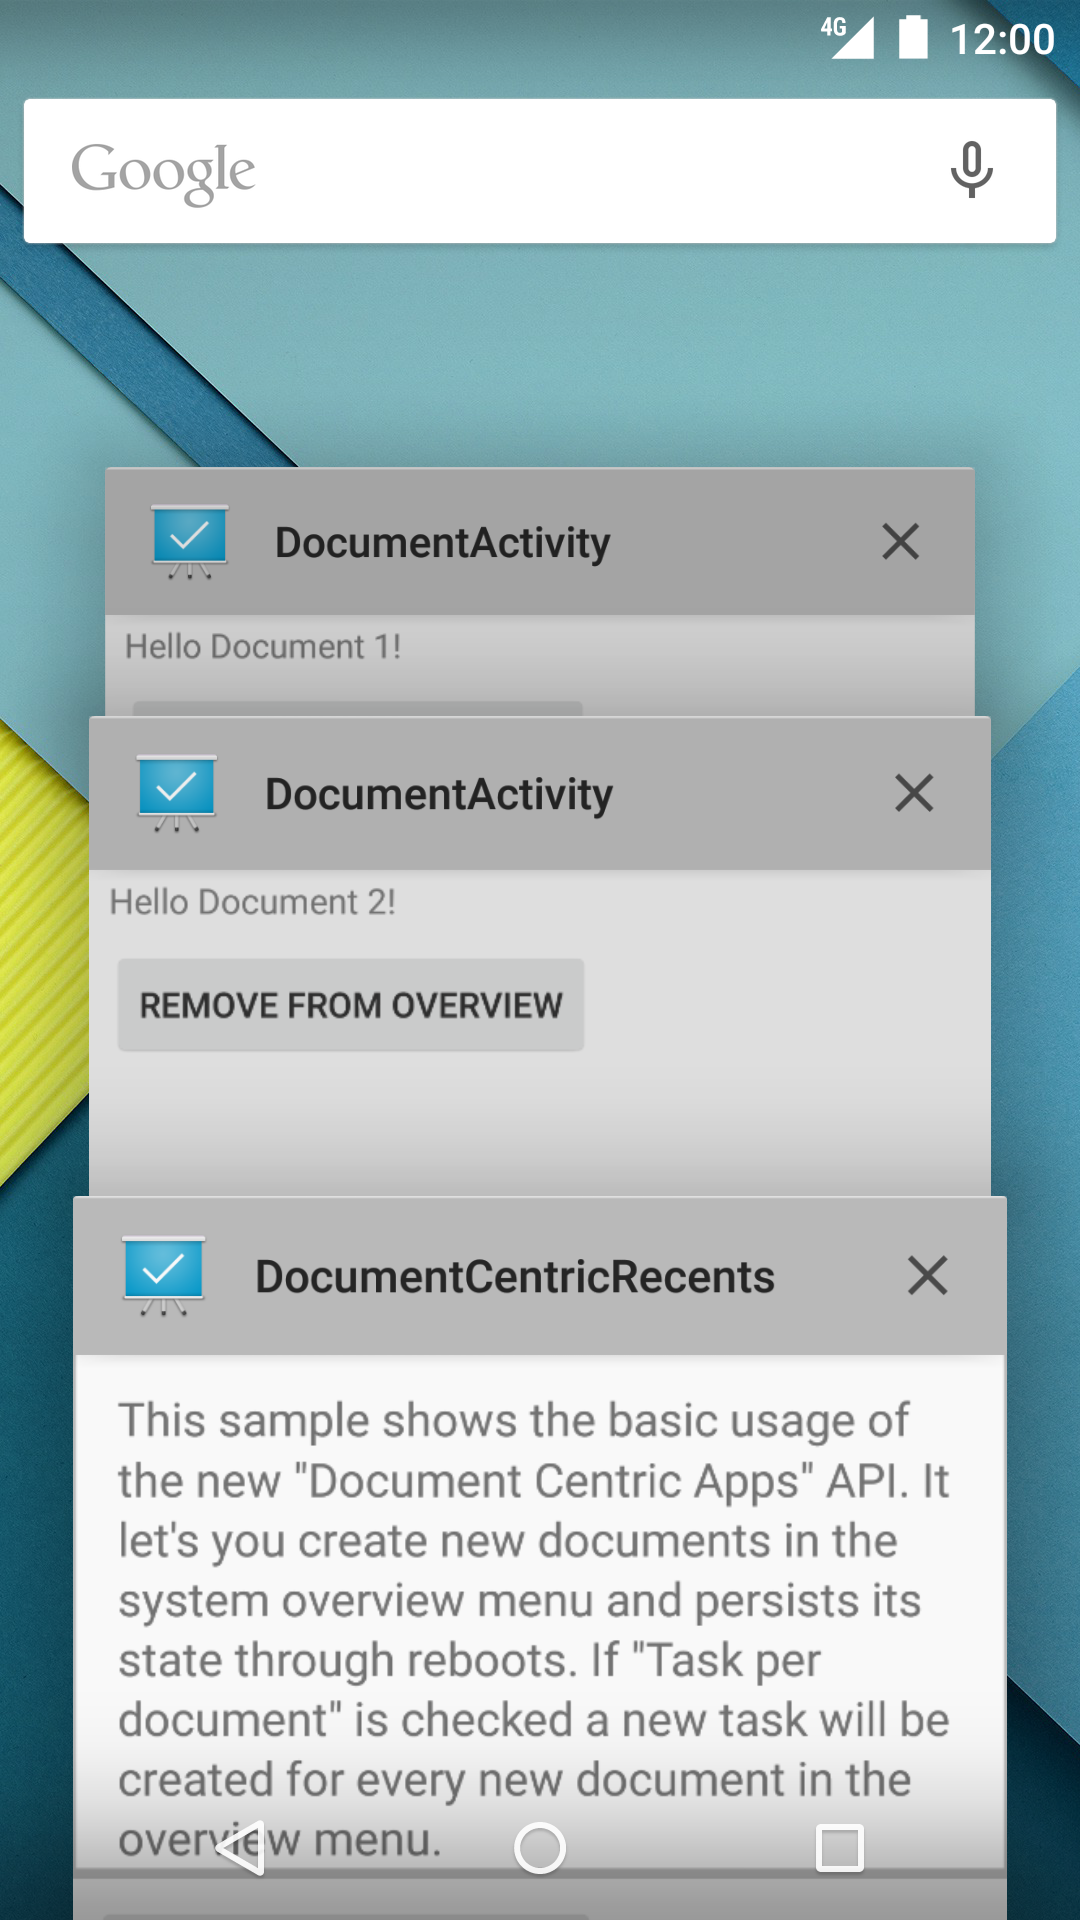 4G 12:00
Google
DocumentActivity
Hello Document 1!
DocumentActivity
Hello Document 2!
REMOVE FROM OVERVIEW
DocumentCentricRecents
This sample shows the basic usage of
the new "Document Centric Apps" API. It
let's you create new documents in the
system overview menu and persists its
state through reboots. If "Task per
document" is checked a new task will be
created for every new document in the
overview menu.